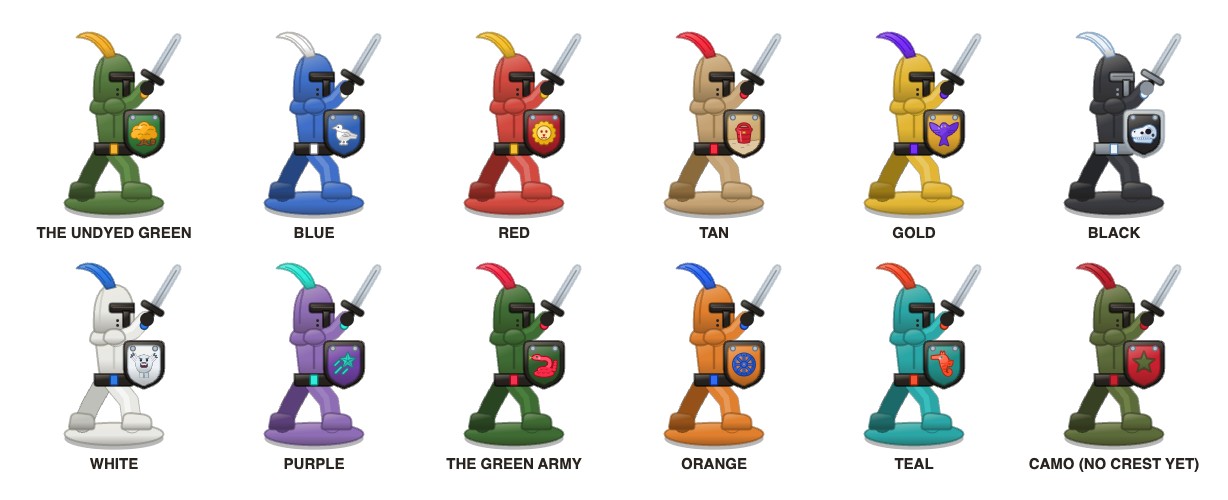 THE UNDYED GREEN
BLUE
RED
TAN
GOLD
BLACK
WHITE
PURPLE
THE GREEN ARMY
ORANGE
TEAL
CAMO (NO CREST YET)